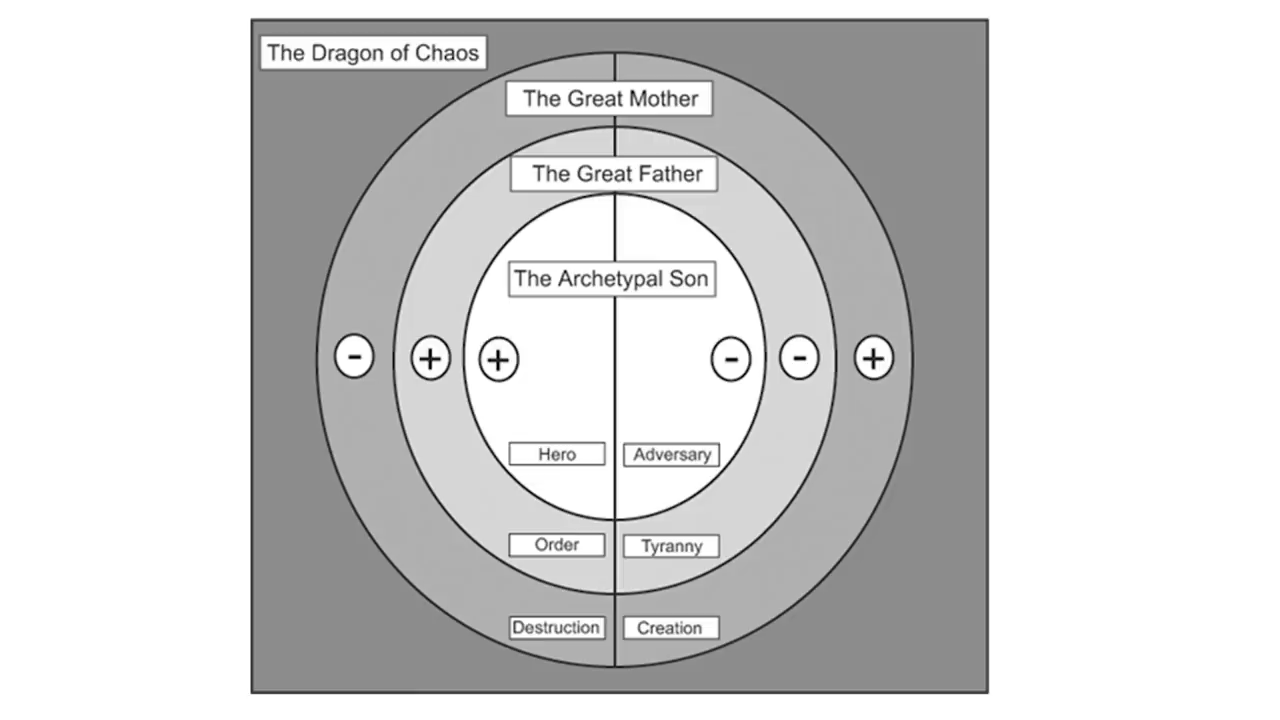 The Dragon of Chaos
The Great Mother
The Great Father
The Archetypal Son
- + + - - +
Hero Adversary
Order Tyranny
Destruction Creation